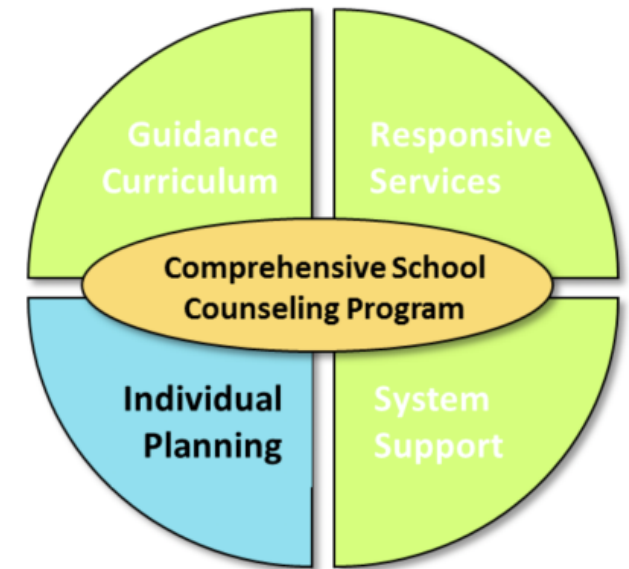 Guidance
Curriculum
Responsive
Services
Comprehensive School
Counseling Program
Individual
Planning
System
Support